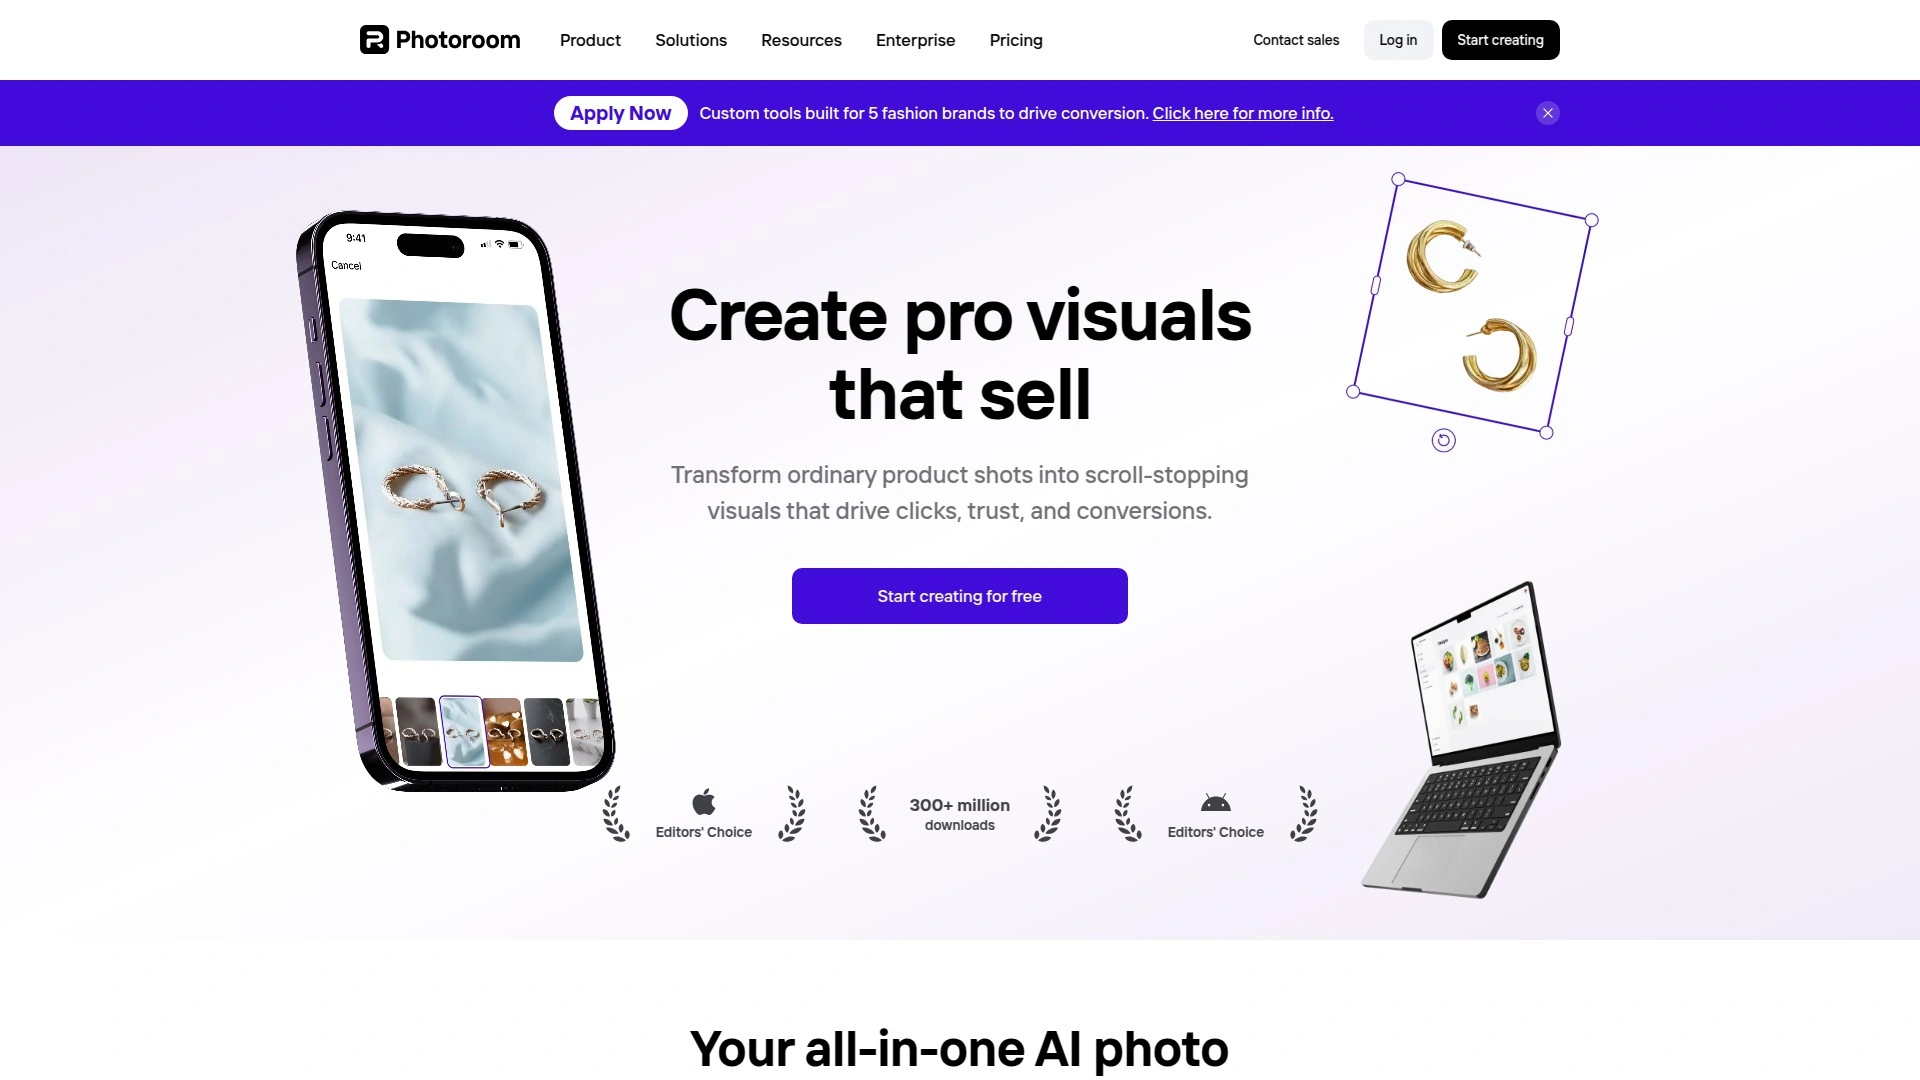 Photoroom
Product
Solutions
Resources
Enterprise
Pricing
Contact sales
Log in
Start creating
Apply Now
Custom tools built for 5 fashion brands to drive conversion. Click here for more info.
9:41
Cancel
Create pro visuals
that sell
Transform ordinary product shots into scroll-stopping
visuals that drive clicks, trust, and conversions.
Start creating for free
Editors' Choice
300+ million
downloads
Editors' Choice
Your all-in-one AI photo